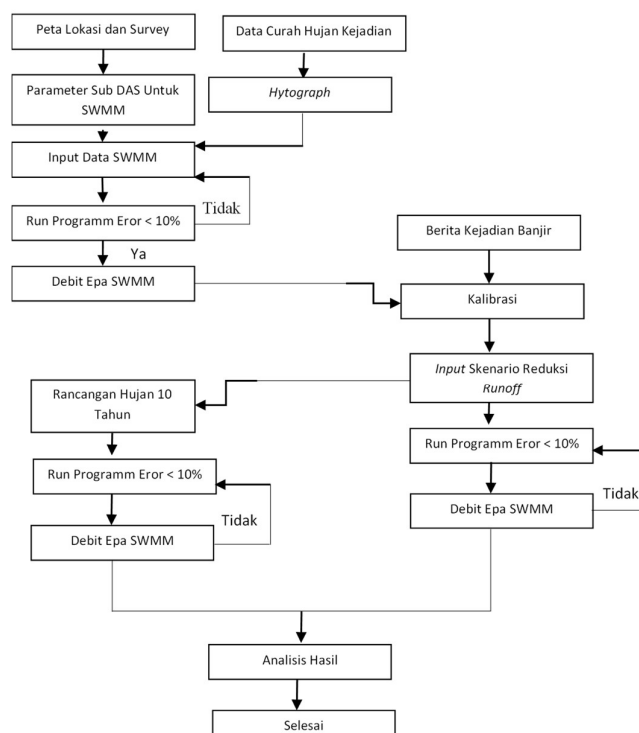 Peta Lokasi dan Survey
Data Curah Hujan Kejadian
Parameter Sub DAS Untuk
SWMM
Hytograph
Input Data SWMM
Tidak
Run Programm Eror < 10%
Ya
Debit Epa SWMM
Berita Kejadian Banjir
Kalibrasi
Input Skenario Reduksi
Runoff
Rancangan Hujan 10
Tahun
Run Programm Eror < 10%
Tidak
Debit Epa SWMM
Run Programm Eror < 10%
Tidak
Debit Epa SWMM
Analisis Hasil
Selesai